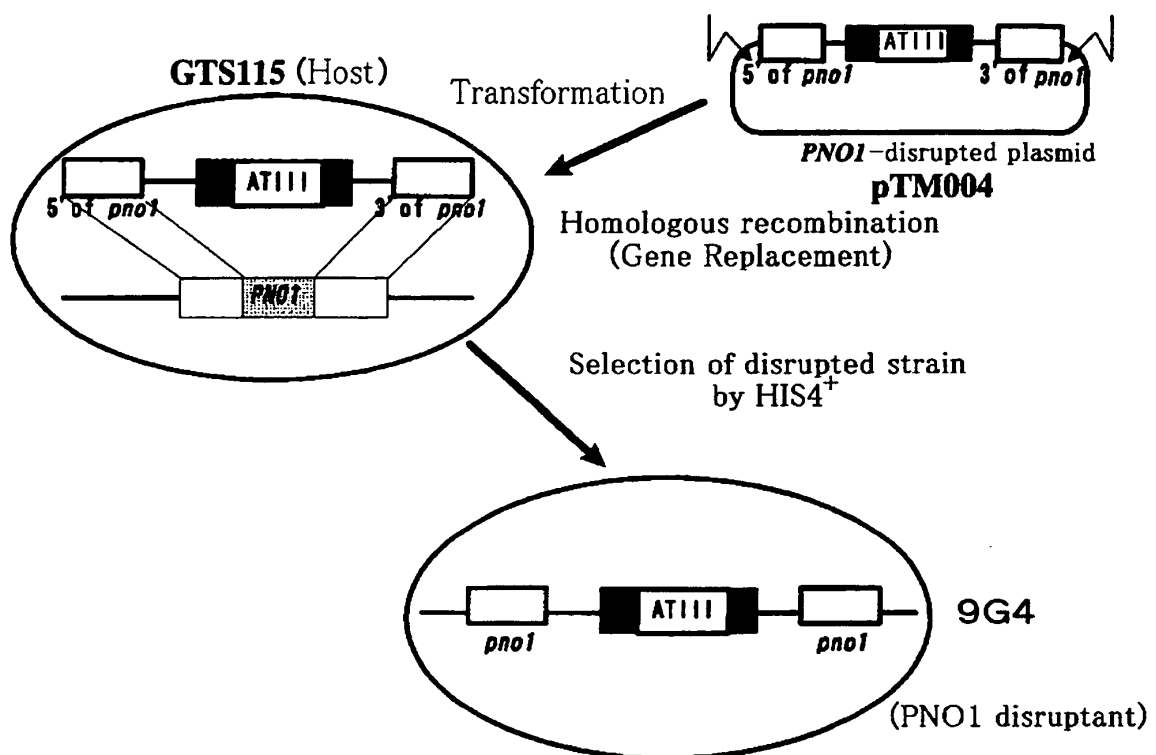 ATIII
5' of pno1 3' of pno1
PNO1-disrupted plasmid
pTM004
Transformation
GTS115 (Host)
ATIII
5' of pno1 3' of pno1
PNO1
Homologous recombination
(Gene Replacement)
Selection of disrupted strain
by HIS4+
ATIII
pno1 pno1
9G4
(PNO1 disruptant)